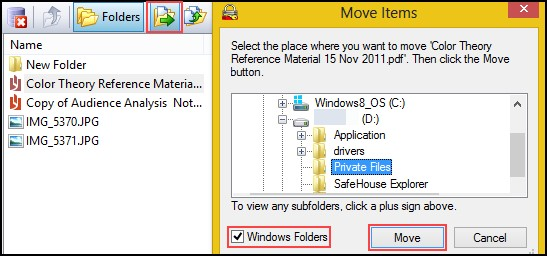 Folders
Name
New Folder
Color Theory Reference Materia...
Copy of Audience Analysis Not...
IMG_5370.JPG
IMG_5371.JPG
Move Items
Select the place where you want to move 'Color Theory
Reference Material 15 Nov 2011.pdf'. Then click the Move
button.
Windows8_OS (C:)
(D:)
Application
drivers
Private Files
SafeHouse Explorer
To view any subfolders, click a plus sign above.
Windows Folders
Move
Cancel